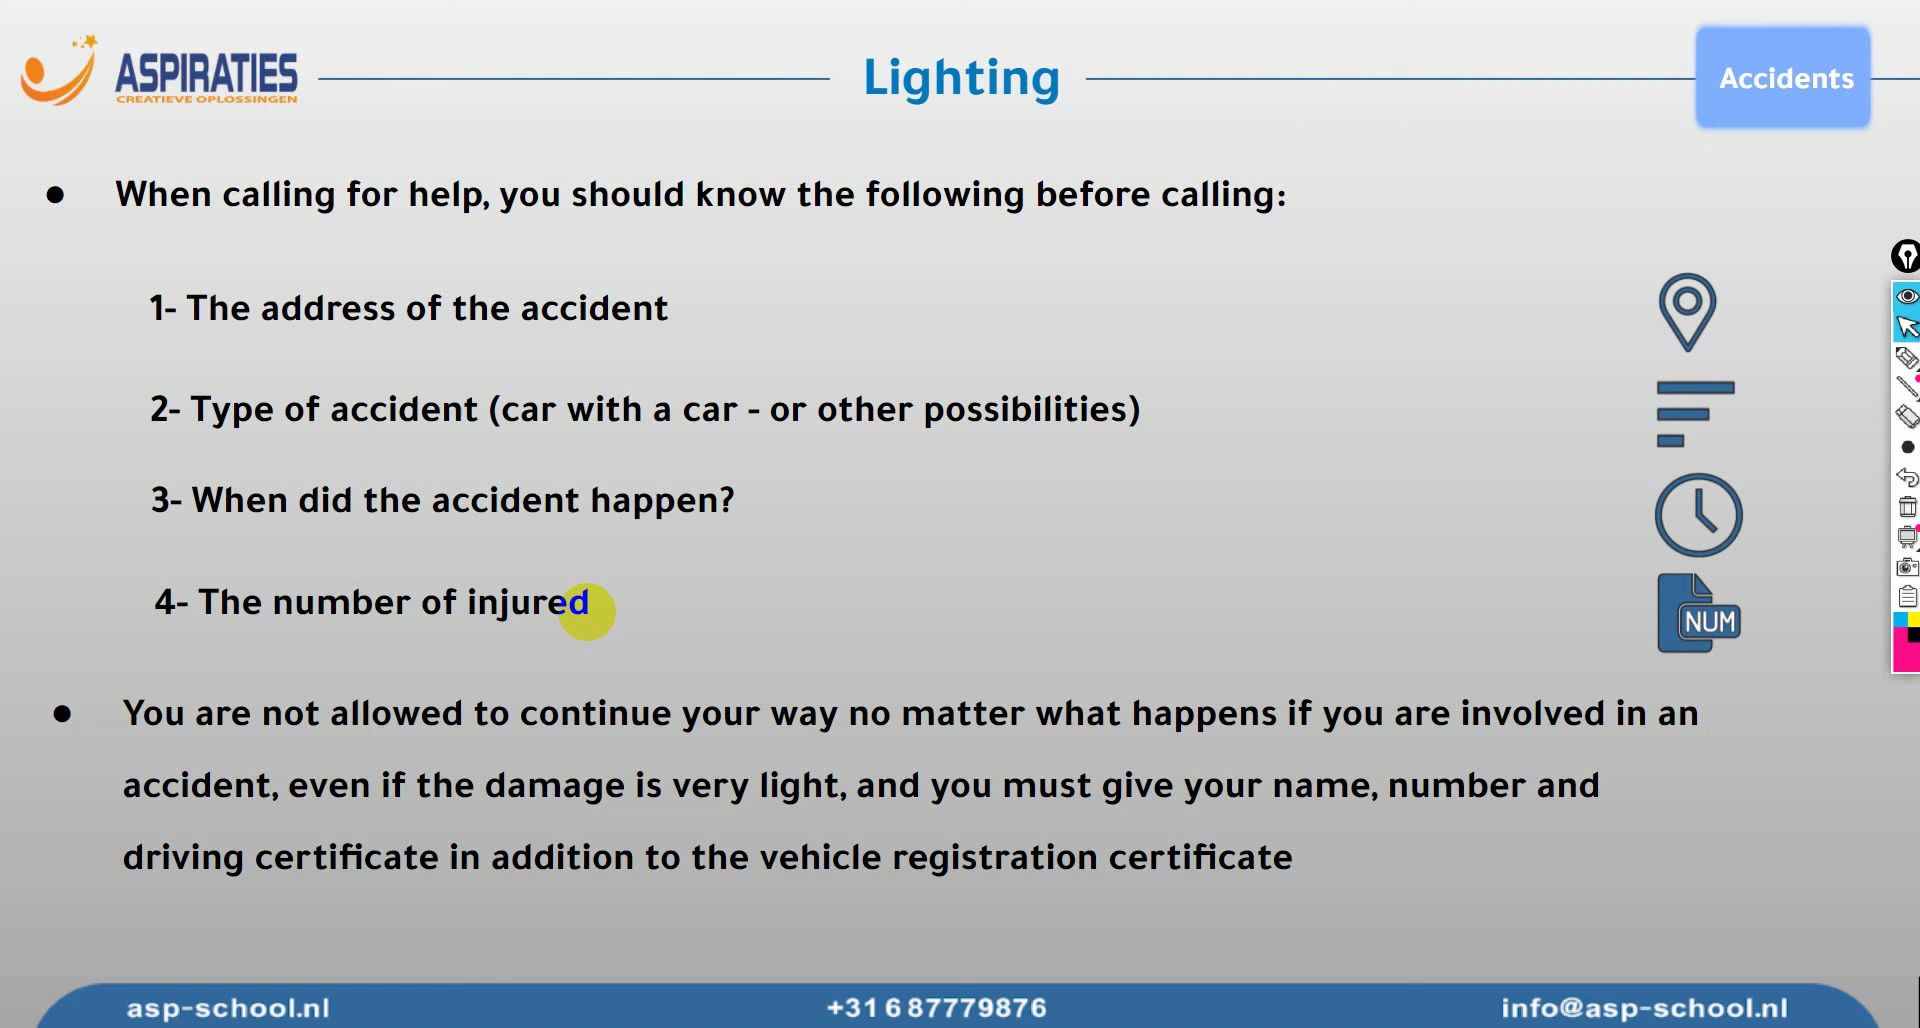 ASPIRATIES
CREATIEVE OPLOSSINGEN
Lighting
Accidents
● When calling for help, you should know the following before calling:
1- The address of the accident
2- Type of accident (car with a car - or other possibilities)
3- When did the accident happen?
4- The number of injured
NUM
● You are not allowed to continue your way no matter what happens if you are involved in an
accident, even if the damage is very light, and you must give your name, number and
driving certificate in addition to the vehicle registration certificate
asp-school.nl
+31 6 87779876
info@asp-school.nl